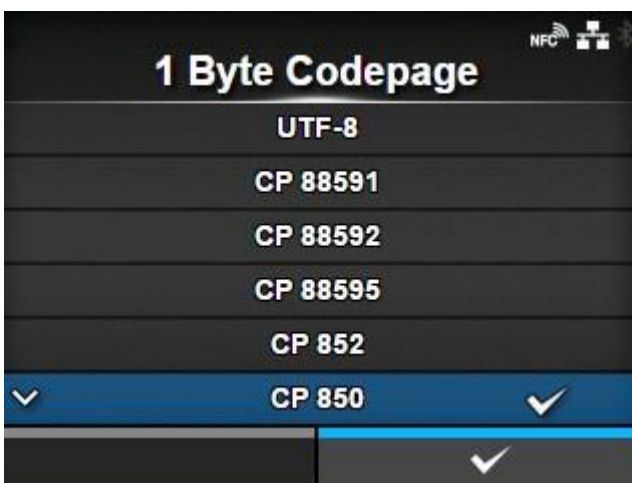 NFC
1 Byte Codepage
UTF-8
CP 88591
CP 88592
CP 88595
CP 852
CP 850